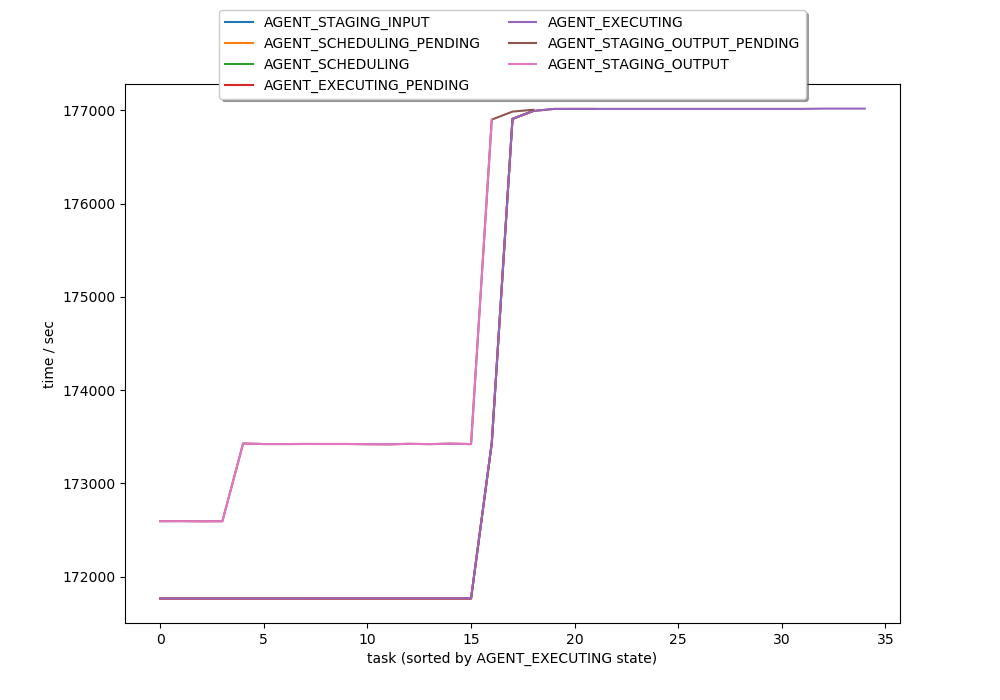 AGENT_STAGING_INPUT
AGENT_SCHEDULING_PENDING
AGENT_SCHEDULING
AGENT_EXECUTING_PENDING
AGENT_EXECUTING
AGENT_STAGING_OUTPUT_PENDING
AGENT_STAGING_OUTPUT
177000
176000
175000
174000
173000
172000
time / sec
0 5 10 15 20 25 30 35
task (sorted by AGENT_EXECUTING state)